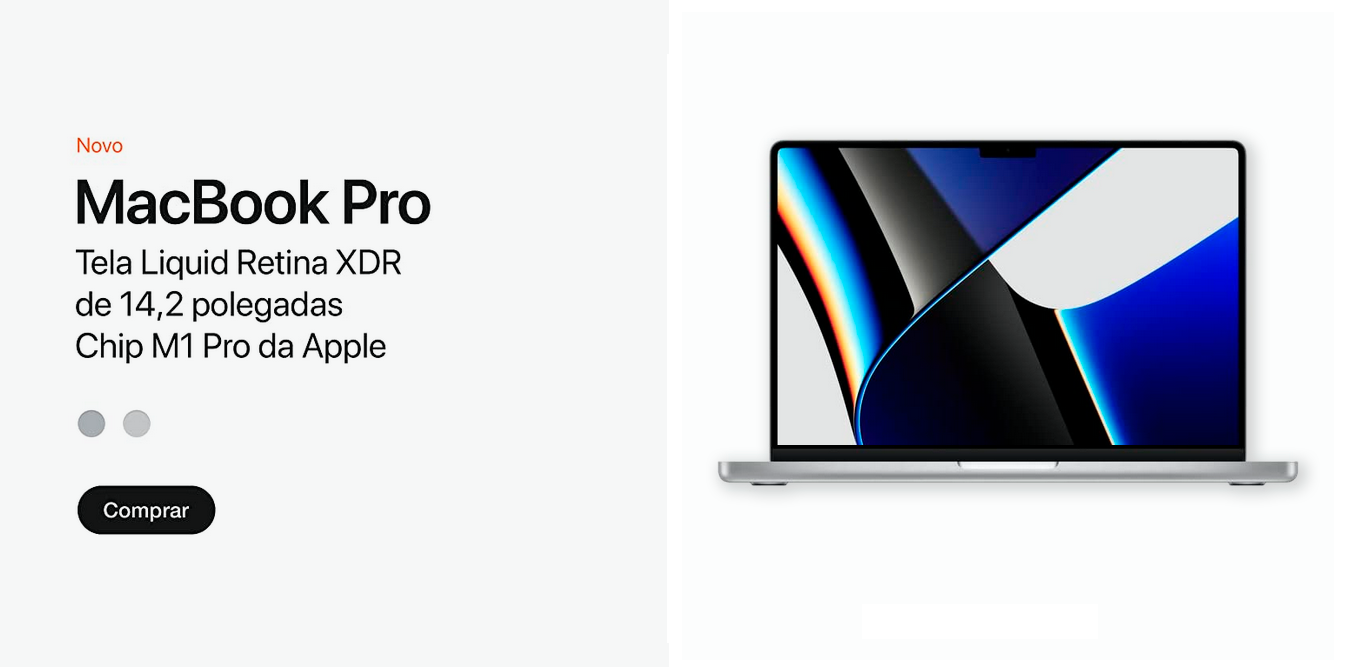 Novo
MacBook Pro
Tela Liquid Retina XDR
de 14,2 polegadas
Chip M1 Pro da Apple
Comprar